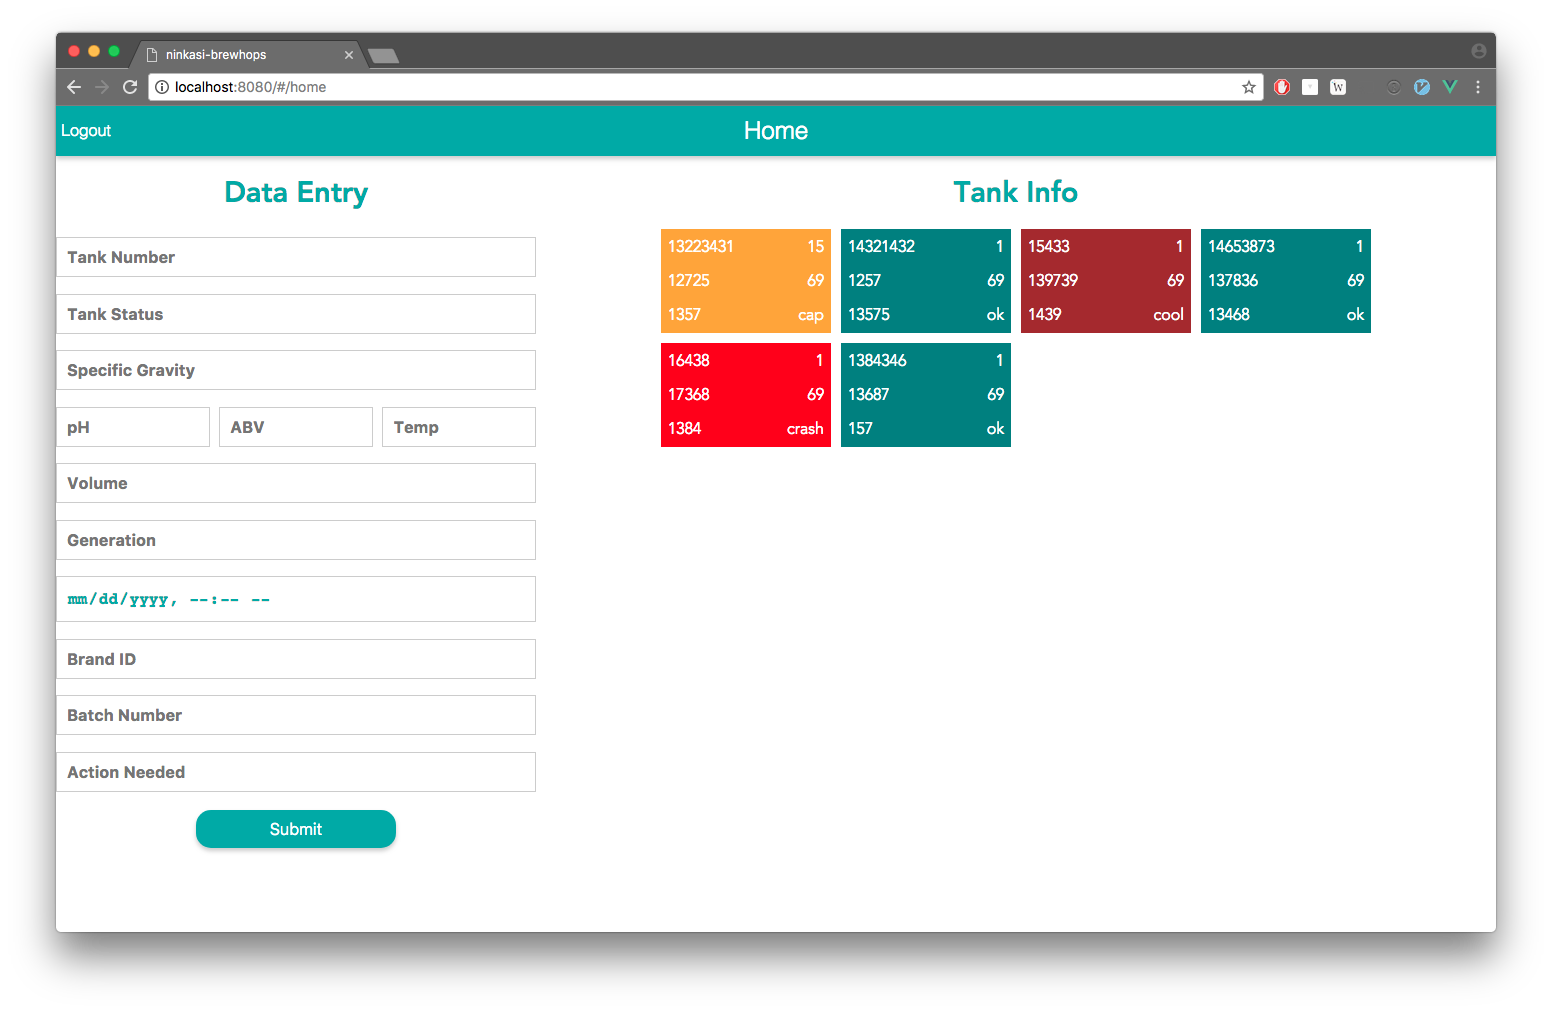 ninkasi-brewhops
localhost:8080/#/home
W
Logout
Home
Data Entry
Tank Number
Tank Status
Specific Gravity
pH ABV Temp
Volume
Generation
mm/dd/yyyy, --:-- --
Brand ID
Batch Number
Action Needed
Submit
Tank Info
13223431 15
12725 69
1357 cap
14321432 1
1257 69
13575 ok
15433 1
139739 69
1439 cool
14653873 1
137836 69
13468 ok
16438 1
17368 69
1384 crash
1384346 1
13687 69
157 ok